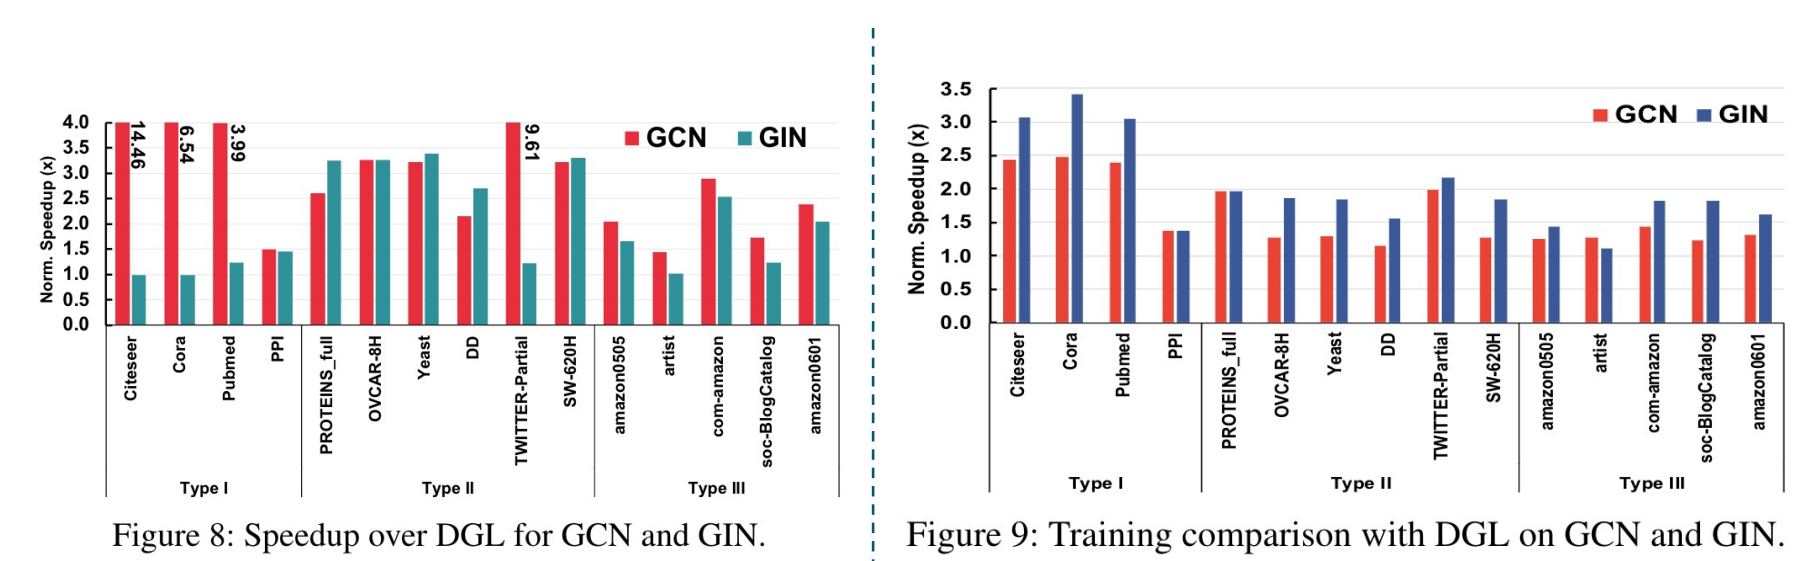 4.0
3.5
3.0
2.5
2.0
1.5
1.0
0.5
0.0
Norm. Speedup (x)
14.46
6.54
3.99
9.61
GCN GIN
Citeseer
Cora
Pubmed
PPI
PROTEINS_full
OVCAR-8H
Yeast
DD
TWITTER-Partial
SW-620H
amazon0505
artist
com-amazon
soc-BlogCatalog
amazon0601
Type I Type II Type III
Figure 8: Speedup over DGL for GCN and GIN.
3.5
3.0
2.5
2.0
1.5
1.0
0.5
0.0
Norm. Speedup (x)
GCN GIN
Citeseer
Cora
Pubmed
PPI
PROTEINS_full
OVCAR-8H
Yeast
DD
TWITTER-Partial
SW-620H
amazon0505
artist
com-amazon
soc-BlogCatalog
amazon0601
Type I Type II Type III
Figure 9: Training comparison with DGL on GCN and GIN.